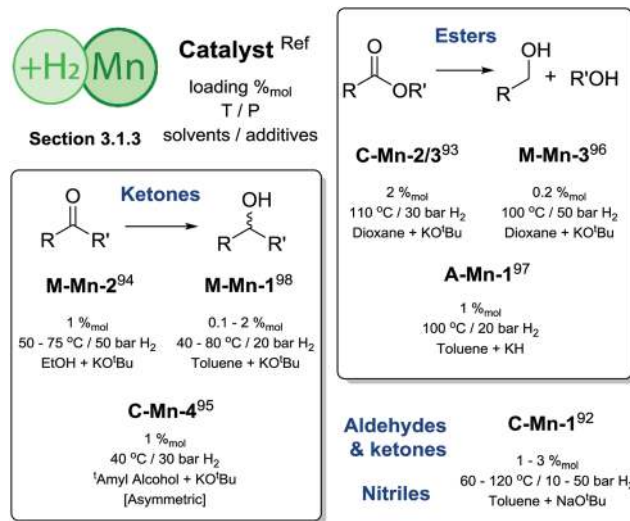 +H₂ Mn
Section 3.1.3
Catalyst Ref
loading %mol
T / P
solvents / additives
Esters
O
R OR'
OH
R
+ R'OH
C-Mn-2/3⁹³
2 %mol
110 °C / 30 bar H₂
Dioxane + KOᵗBu
M-Mn-3⁹⁶
0.2 %mol
100 °C / 50 bar H₂
Dioxane + KOᵗBu
A-Mn-1⁹⁷
1 %mol
100 °C / 20 bar H₂
Toluene + KH
Ketones
O
R R'
OH
R R'
M-Mn-2⁹⁴
1 %mol
50 - 75 °C / 50 bar H₂
EtOH + KOᵗBu
M-Mn-1⁹⁸
0.1 - 2 %mol
40 - 80 °C / 20 bar H₂
Toluene + KOᵗBu
C-Mn-4⁹⁵
1 %mol
40 °C / 30 bar H₂
ᵗAmyl Alcohol + KOᵗBu
[Asymmetric]
Aldehydes
& ketones
Nitriles
C-Mn-1⁹²
1 - 3 %mol
60 - 120 °C / 10 - 50 bar H₂
Toluene + NaOᵗBu